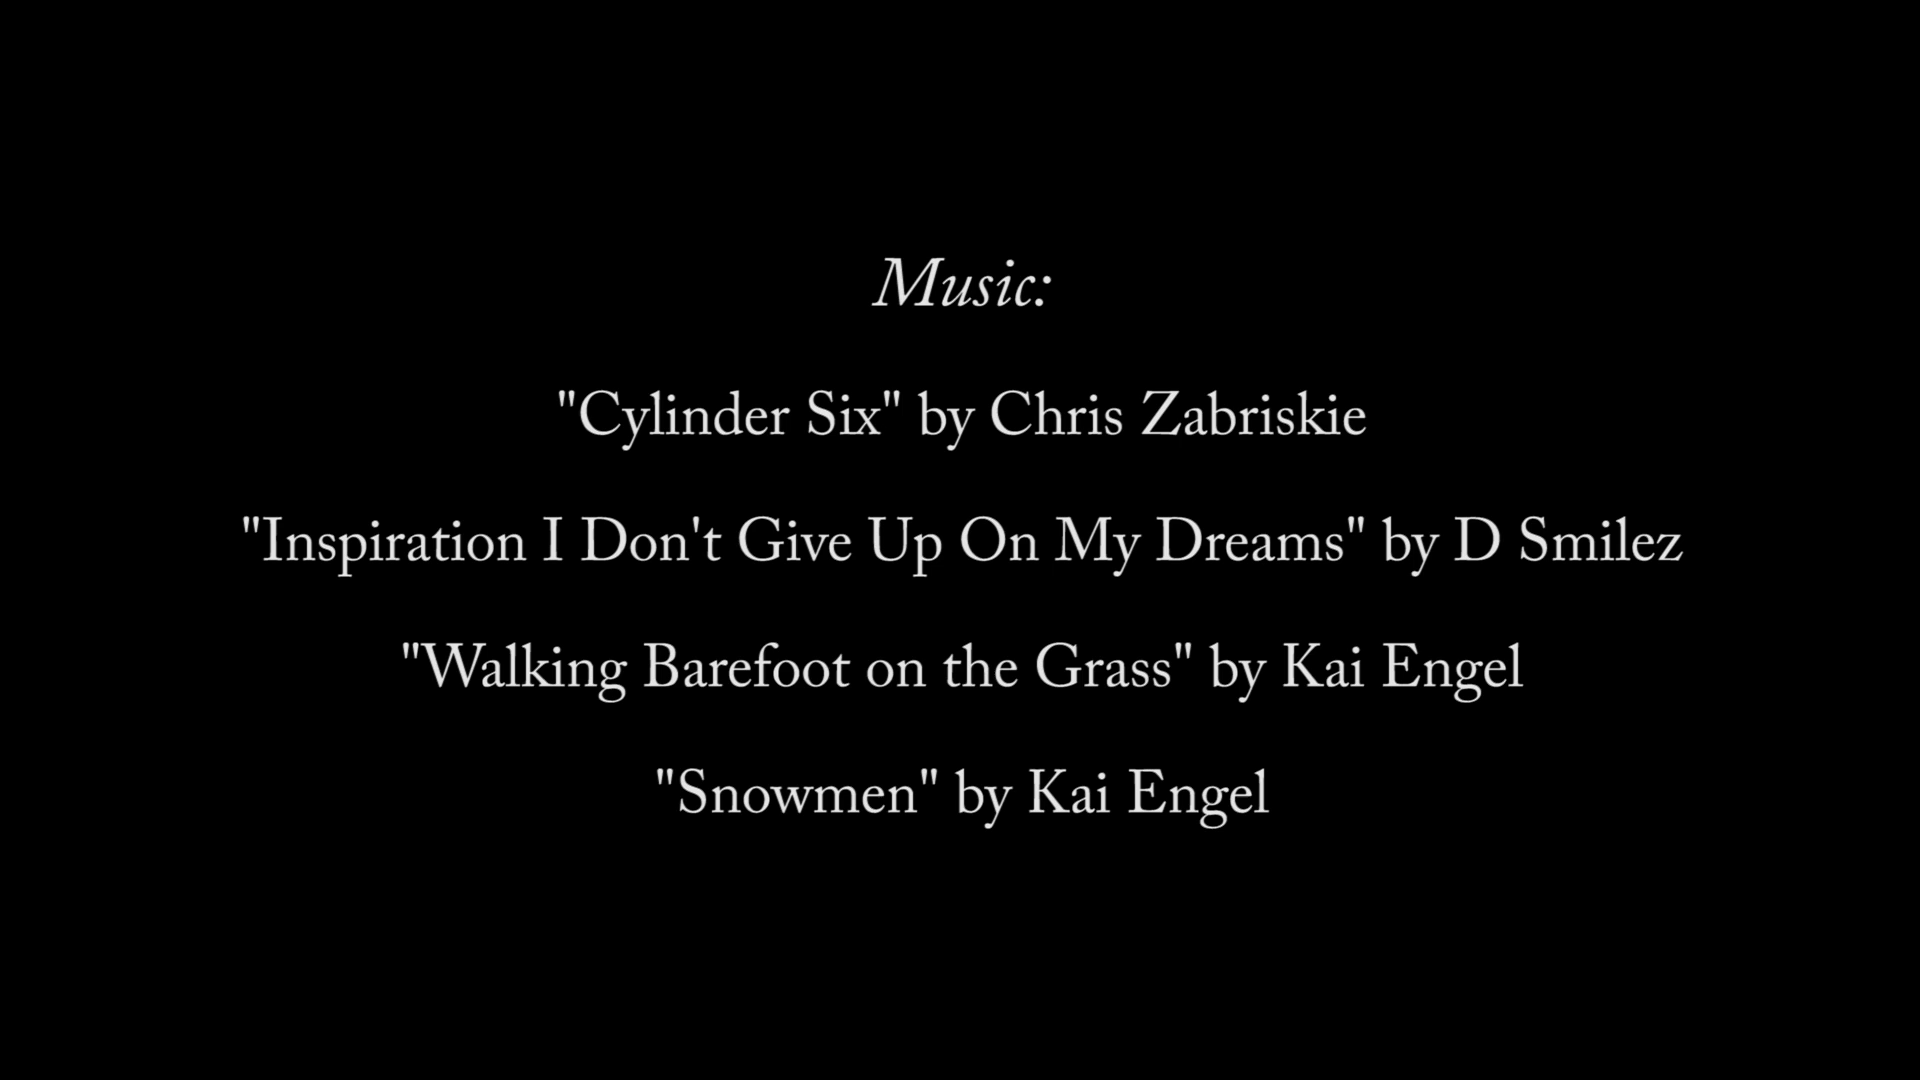 Music:
"Cylinder Six" by Chris Zabriskie
"Inspiration I Don't Give Up On My Dreams" by D Smilez
"Walking Barefoot on the Grass" by Kai Engel
"Snowmen" by Kai Engel